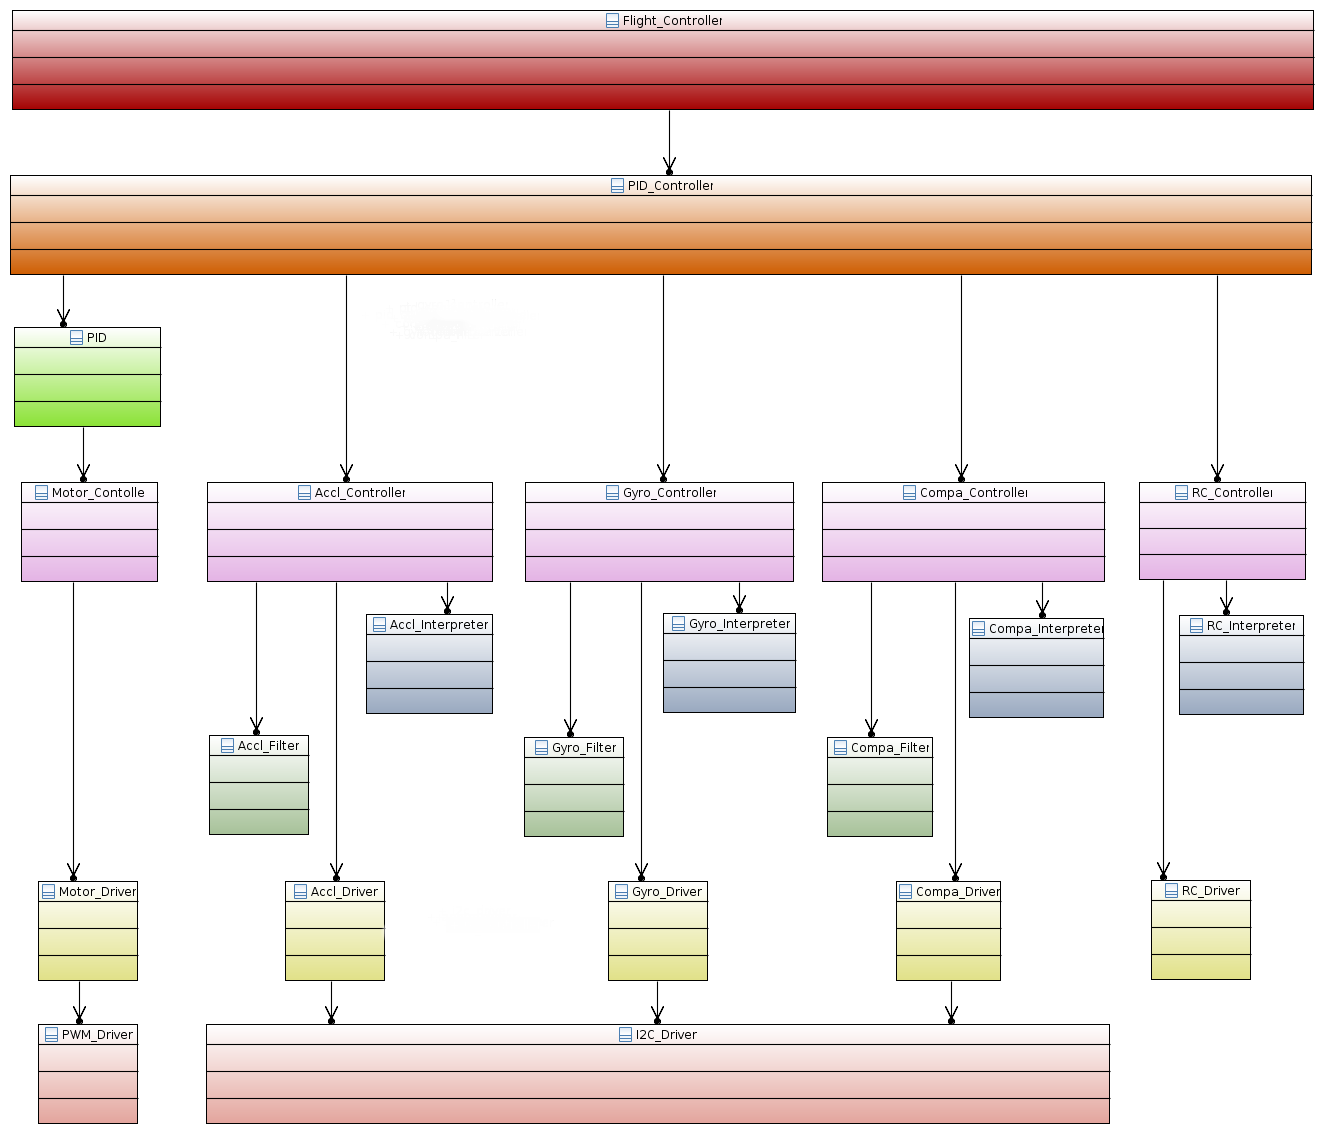 Flight_Controller
PID_Controller
PID
Motor_Contolle
Accl_Controller
Gyro_Controller
Compa_Controller
RC_Controller
Accl_Interpreter
Gyro_Interpreter
Compa_Interpreter
RC_Interpreter
Accl_Filter
Gyro_Filter
Compa_Filter
Motor_Driver
Accl_Driver
Gyro_Driver
Compa_Driver
RC_Driver
PWM_Driver
I2C_Driver